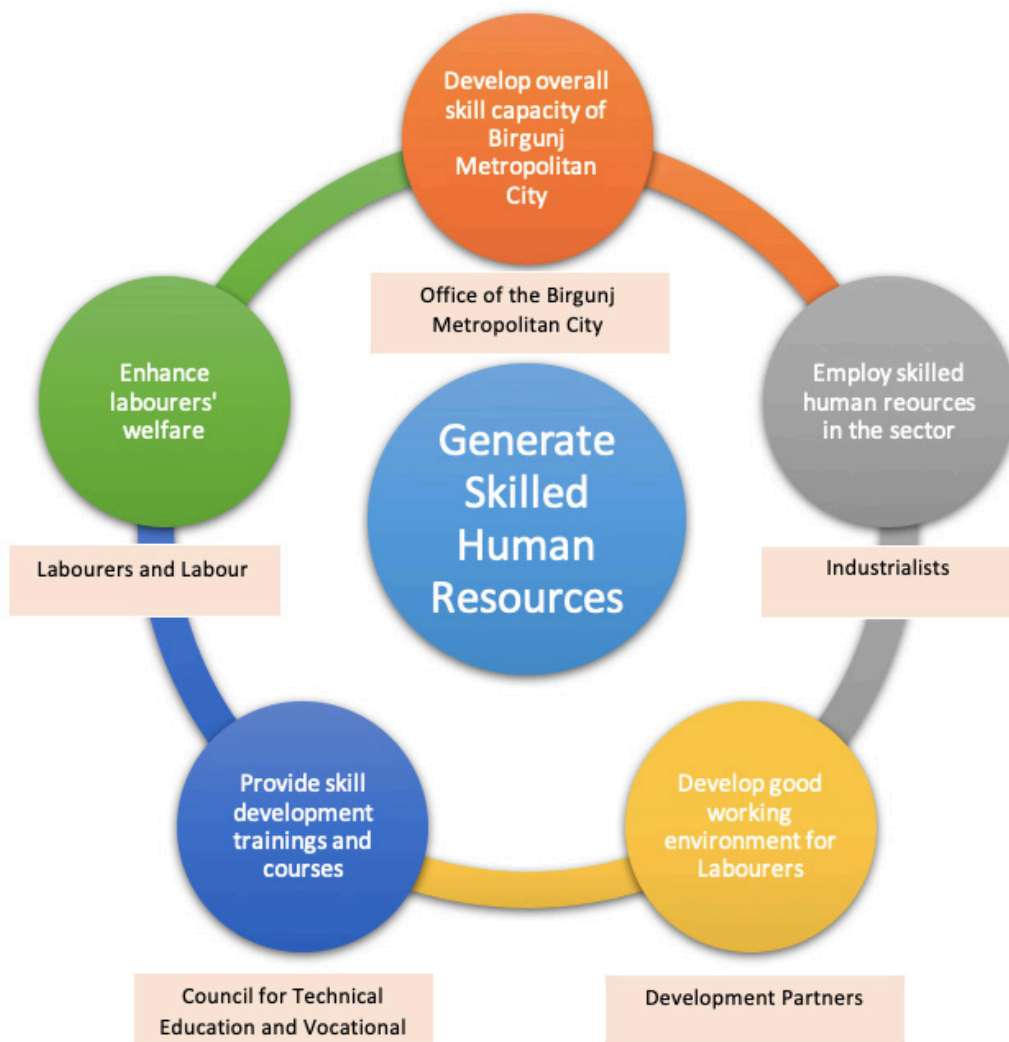 Develop overall
skill capacity of
Birgunj
Metropolitan
City
Office of the Birgunj
Metropolitan City
Enhance
labourers'
welfare
Employ skilled
human reources
in the sector
Generate
Skilled
Human
Resources
Labourers and Labour
Industrialists
Provide skill
development
trainings and
courses
Develop good
working
environment for
Labourers
Council for Technical
Education and Vocational
Development Partners